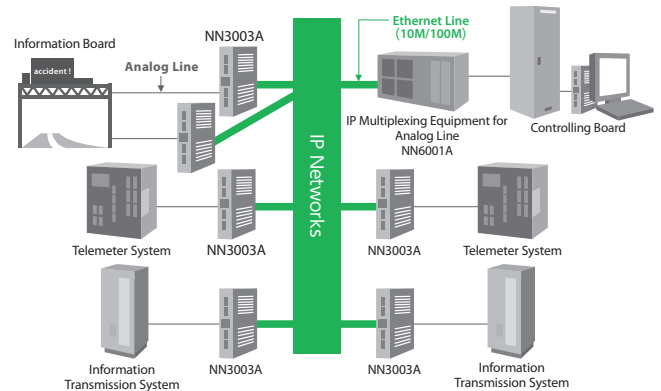 Information Board
NN3003A
Ethernet Line
(10M/100M)
accident !
Analog Line
IP Multiplexing Equipment for
Analog Line
NN6001A
Controlling Board
IP Networks
Telemeter System
NN3003A
NN3003A
Telemeter System
Information
Transmission System
NN3003A
NN3003A
Information
Transmission System